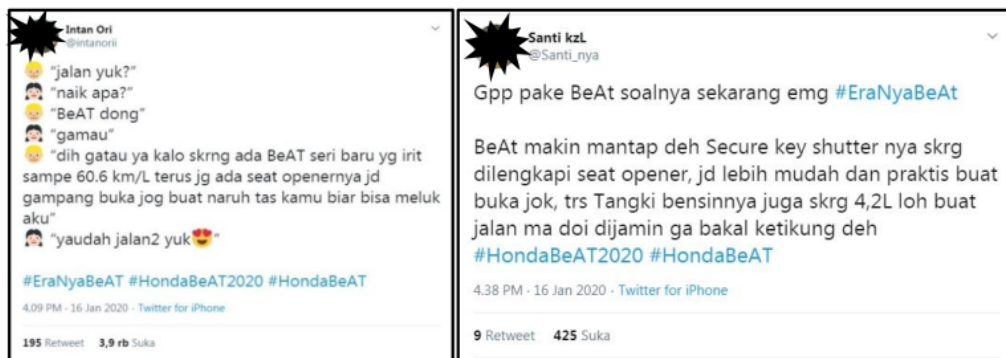 Intan Ori
@intanorii
👱 "jalan yuk?"
👧 "naik apa?"
👱 "BeAT dong"
👧 "gamau"
👱 "dih gatau ya kalo skrng ada BeAT seri baru yg irit
sampe 60.6 km/L terus jg ada seat openernya jd
gampang buka jog buat naruh tas kamu biar bisa meluk
aku"
👧 "yaudah jalan2 yuk😍"
#EraNyaBeAT #HondaBeAT2020 #HondaBeAT
4.09 PM · 16 Jan 2020 · Twitter for iPhone
195 Retweet 3,9 rb Suka
Santi kzL
@Santi_nya
Gpp pake BeAt soalnya sekarang emg #EraNyaBeAt
BeAt makin mantap deh Secure key shutter nya skrg
dilengkapi seat opener, jd lebih mudah dan praktis buat
buka jok, trs Tangki bensinnya juga skrg 4,2L loh buat
jalan ma doi dijamin ga bakal ketikung deh
#HondaBeAT2020 #HondaBeAT
4.38 PM · 16 Jan 2020 · Twitter for iPhone
9 Retweet 425 Suka